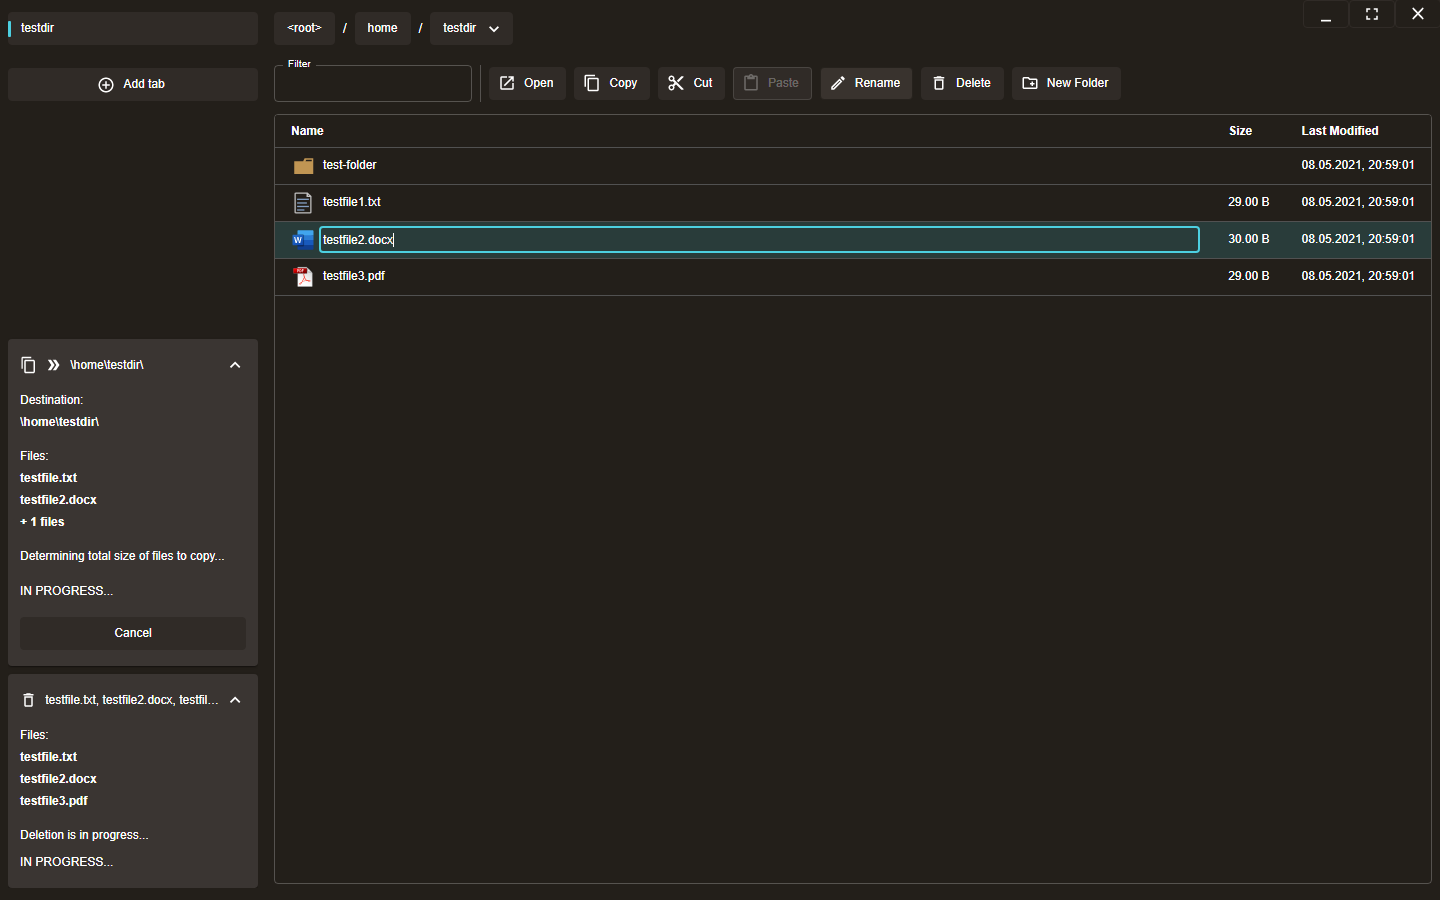 testdir
<root> / home / testdir
Add tab
Filter
Open Copy Cut Paste Rename Delete New Folder
Name Size Last Modified
test-folder 08.05.2021, 20:59:01
testfile1.txt 29.00 B 08.05.2021, 20:59:01
W testfile2.docx 30.00 B 08.05.2021, 20:59:01
PDF testfile3.pdf 29.00 B 08.05.2021, 20:59:01
\home\testdir\
Destination:
\home\testdir\
Files:
testfile.txt
testfile2.docx
+ 1 files
Determining total size of files to copy...
IN PROGRESS...
Cancel
testfile.txt, testfile2.docx, testfil...
Files:
testfile.txt
testfile2.docx
testfile3.pdf
Deletion is in progress...
IN PROGRESS...